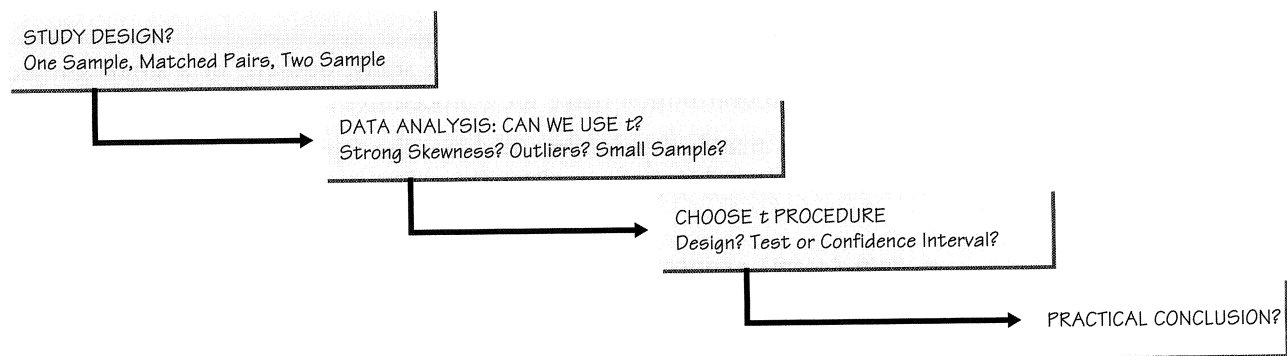 STUDY DESIGN?
One Sample, Matched Pairs, Two Sample
DATA ANALYSIS: CAN WE USE t?
Strong Skewness? Outliers? Small Sample?
CHOOSE t PROCEDURE
Design? Test or Confidence Interval?
PRACTICAL CONCLUSION?